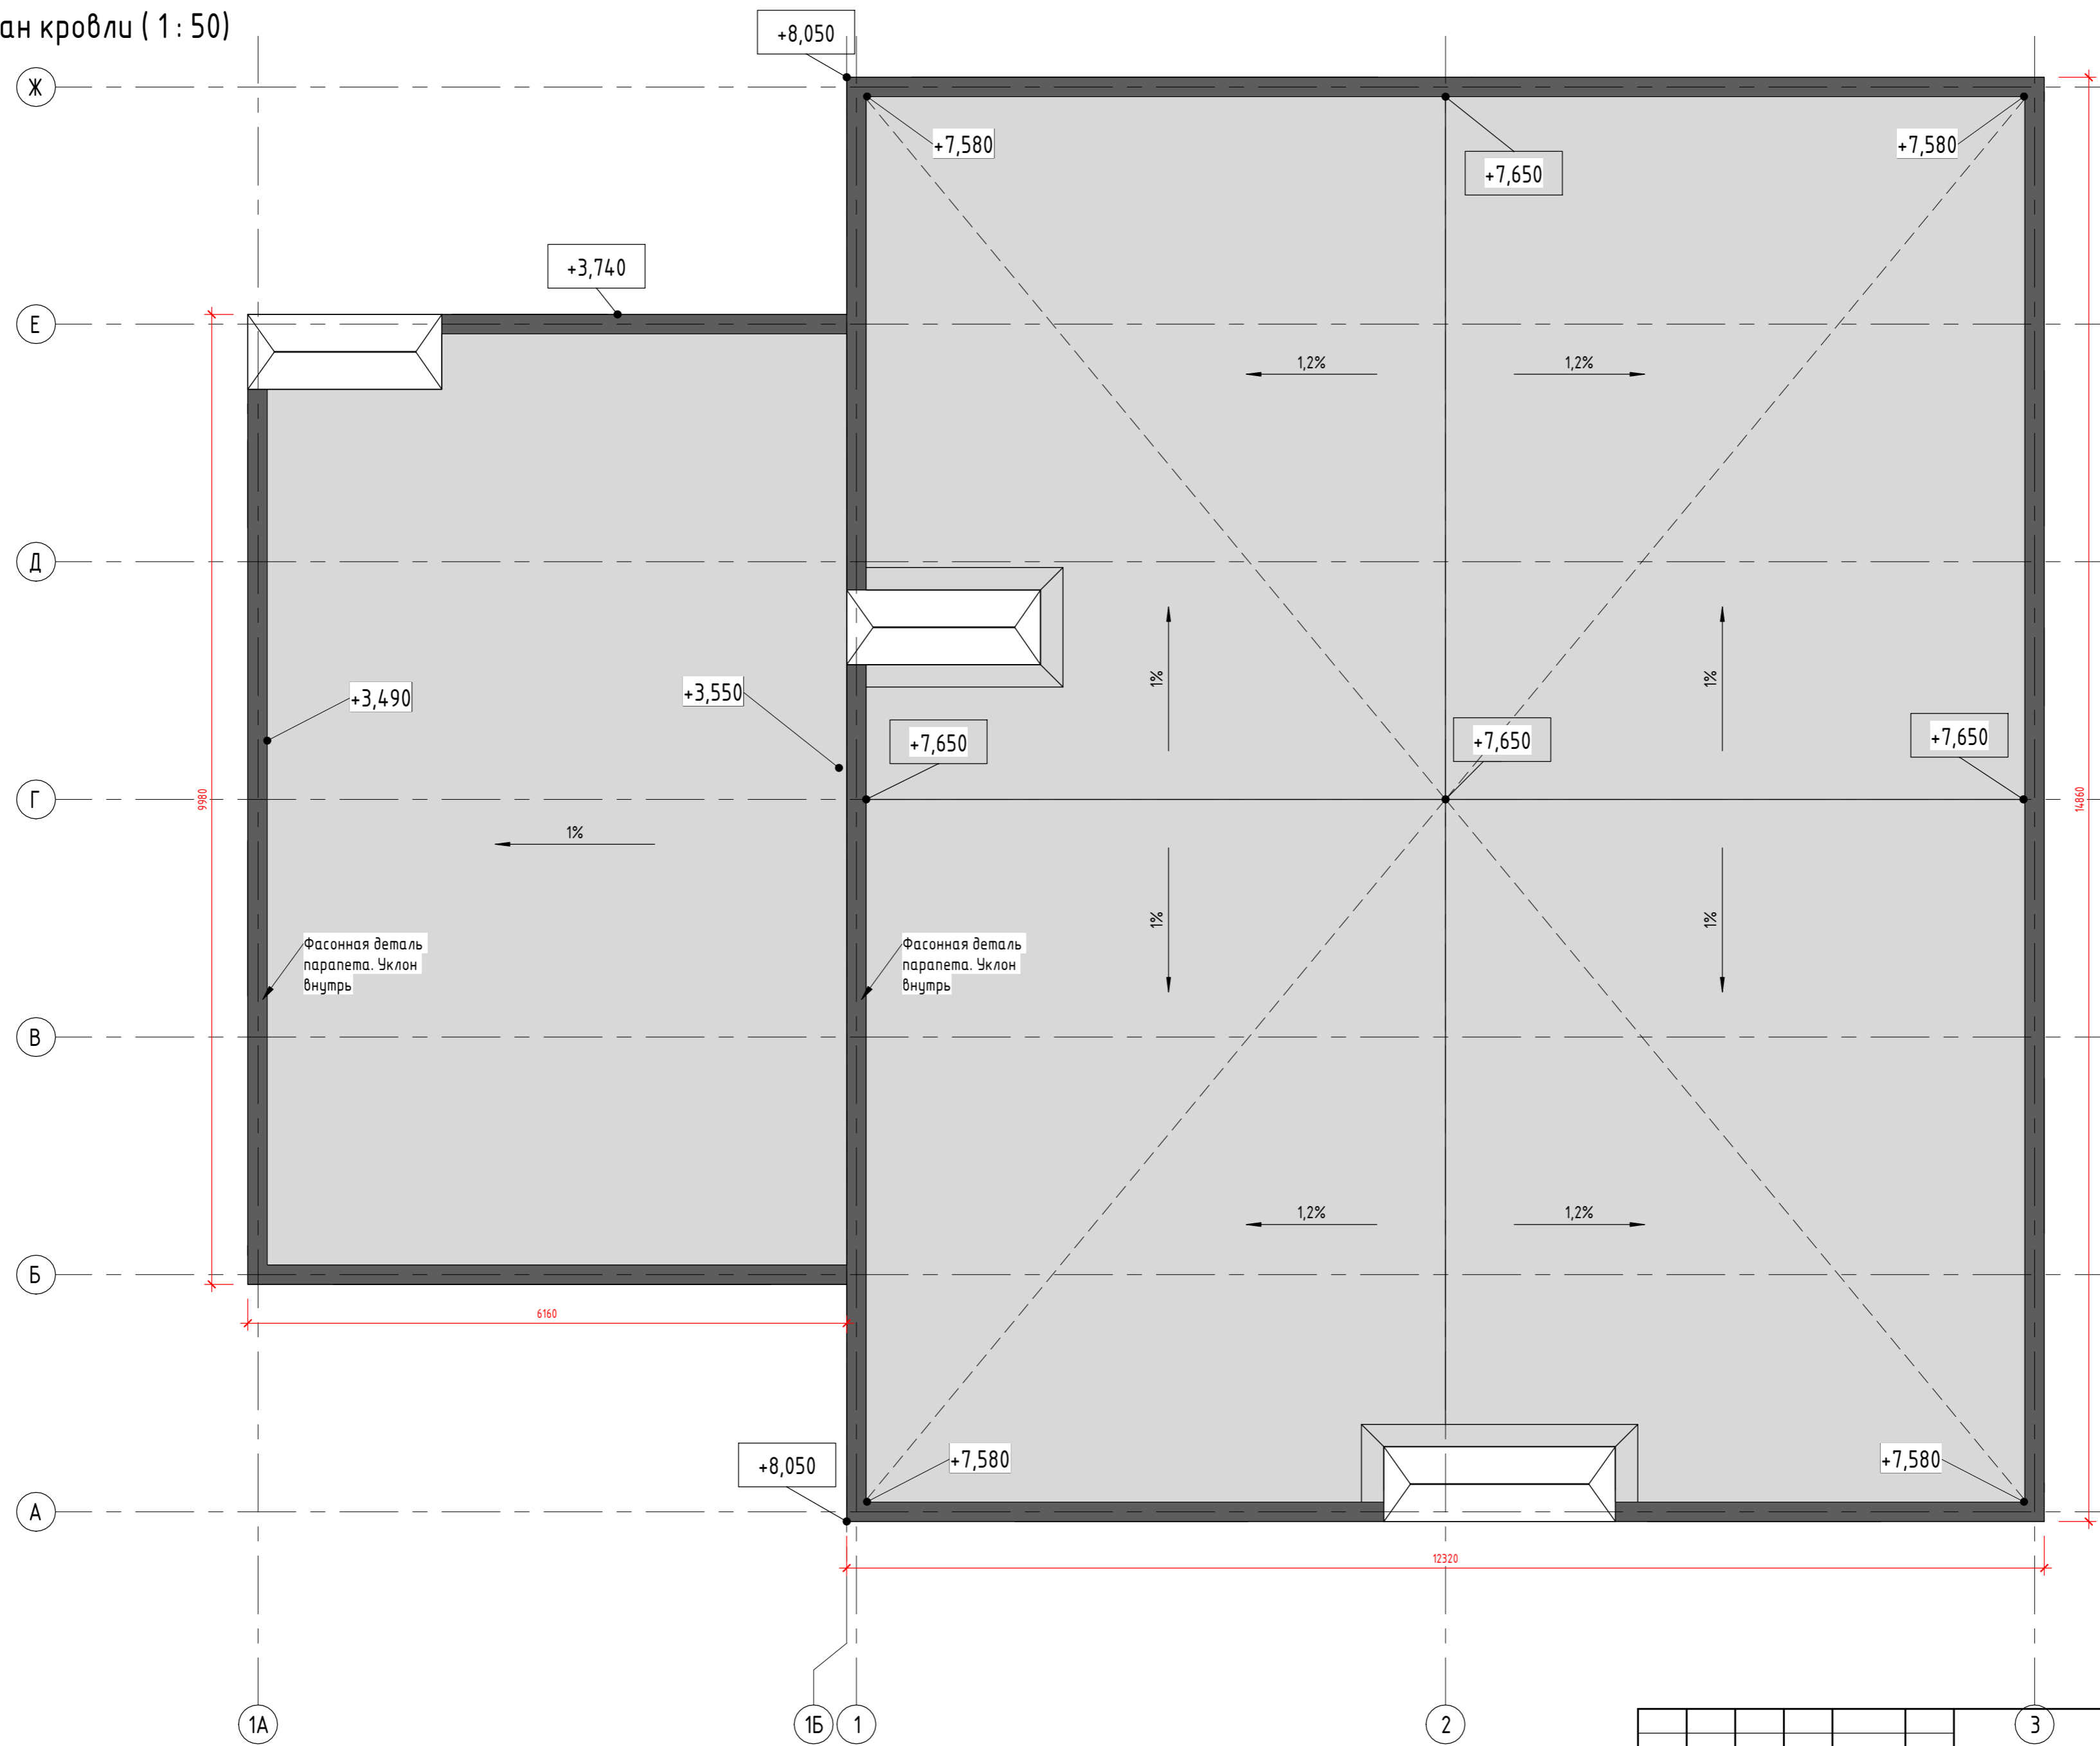 ан кровли ( 1 : 50)
+8,050
Ж
+7,580
+7,580
+7,650
+3,740
Е
1,2%
1,2%
Д
1%
1%
+3,490
+3,550
+7,650
+7,650
+7,650
9980
Г
14860
1%
1%
1%
Фасонная деталь
парапета. Уклон
внутрь
Фасонная деталь
парапета. Уклон
внутрь
В
1,2%
1,2%
Б
6160
+8,050
+7,580
+7,580
А
12320
1А
1Б
1
2
3